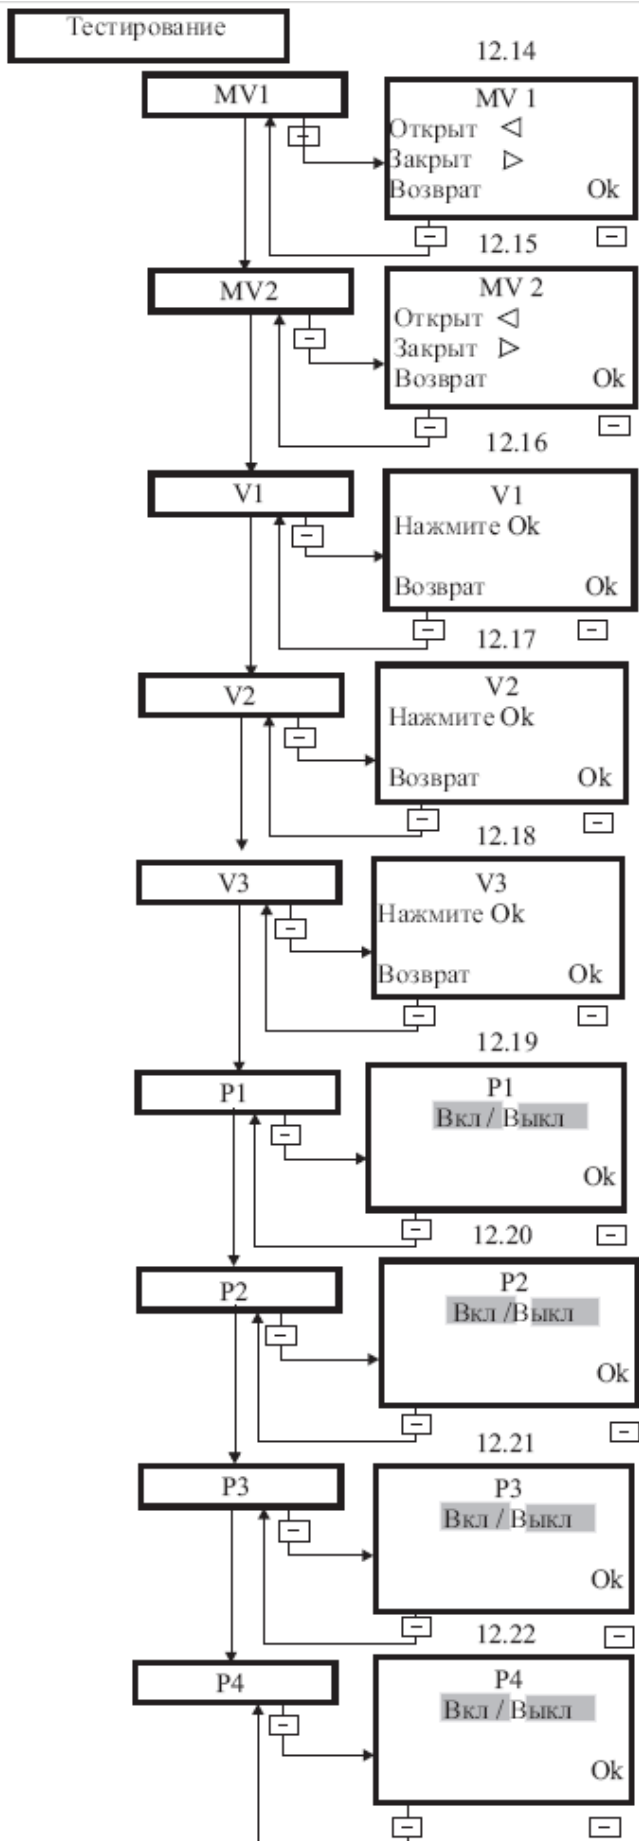 Тестирование
12.14
MV1
MV 1
Открыт ◁
Закрыт ▷
Возврат Ok
12.15
MV2
MV 2
Открыт ◁
Закрыт ▷
Возврат Ok
12.16
V1
V1
Нажмите Ok
Возврат Ok
12.17
V2
V2
Нажмите Ok
Возврат Ok
12.18
V3
V3
Нажмите Ok
Возврат Ok
12.19
P1
P1
Вкл / Выкл
Ok
12.20
P2
P2
Вкл /Выкл
Ok
12.21
P3
P3
Вкл / Выкл
Ok
12.22
P4
P4
Вкл / Выкл
Ok